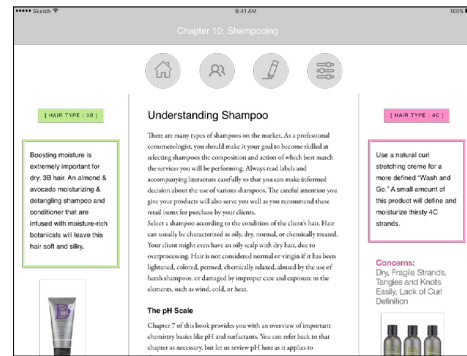 Sketch
9:41 AM
100%
Chapter 10: Shampooing
[ HAIR TYPE : 3B ]
Boosting moisture is
extremely important for
dry, 3B hair. An almond &
avocado moisturizing &
detangling shampoo and
conditioner that are
infused with moisture-rich
botanicals will leave this
hair soft and silky.
Understanding Shampoo
There are many types of shampoos on the market. As a professional
cosmetologist, you should make it your goal to become skilled at
selecting shampoos the composition and action of which best match
the services you will be performing. Always read labels and
accompanying literature carefully so that you can make informed
decision about the use of various shampoos. The careful attention you
give your products will also serve you well as you recommend these
retail items for purchase by your clients.
Select a shampoo according to the condition of the client's hair. Hair
can usually be characterized as oily, dry, normal, or chemically treated.
Your client might even have an oily scalp with dry hair, due to
overprocessing. Hair is not considered normal or virgin if it has been
lightened, colored, permed, chemically relaxed, abused by the use of
harsh shampoos, or damaged by improper care and exposure to the
elements, such as wind, cold, or heat.
The pH Scale
Chapter 7 of this book provides you with an overview of important
chemistry basics like pH and surfactants. You can refer back to that
chapter as necessary, but let us review pH here as it applies to
[ HAIR TYPE : 4C ]
Use a natural curl
stretching creme for a
more defined "Wash and
Go." A small amount of
this product will define and
moisturize thirsty 4C
strands.
Concerns:
Dry, Fragile Strands,
Tangles and Knots
Easily, Lack of Curl
Definition